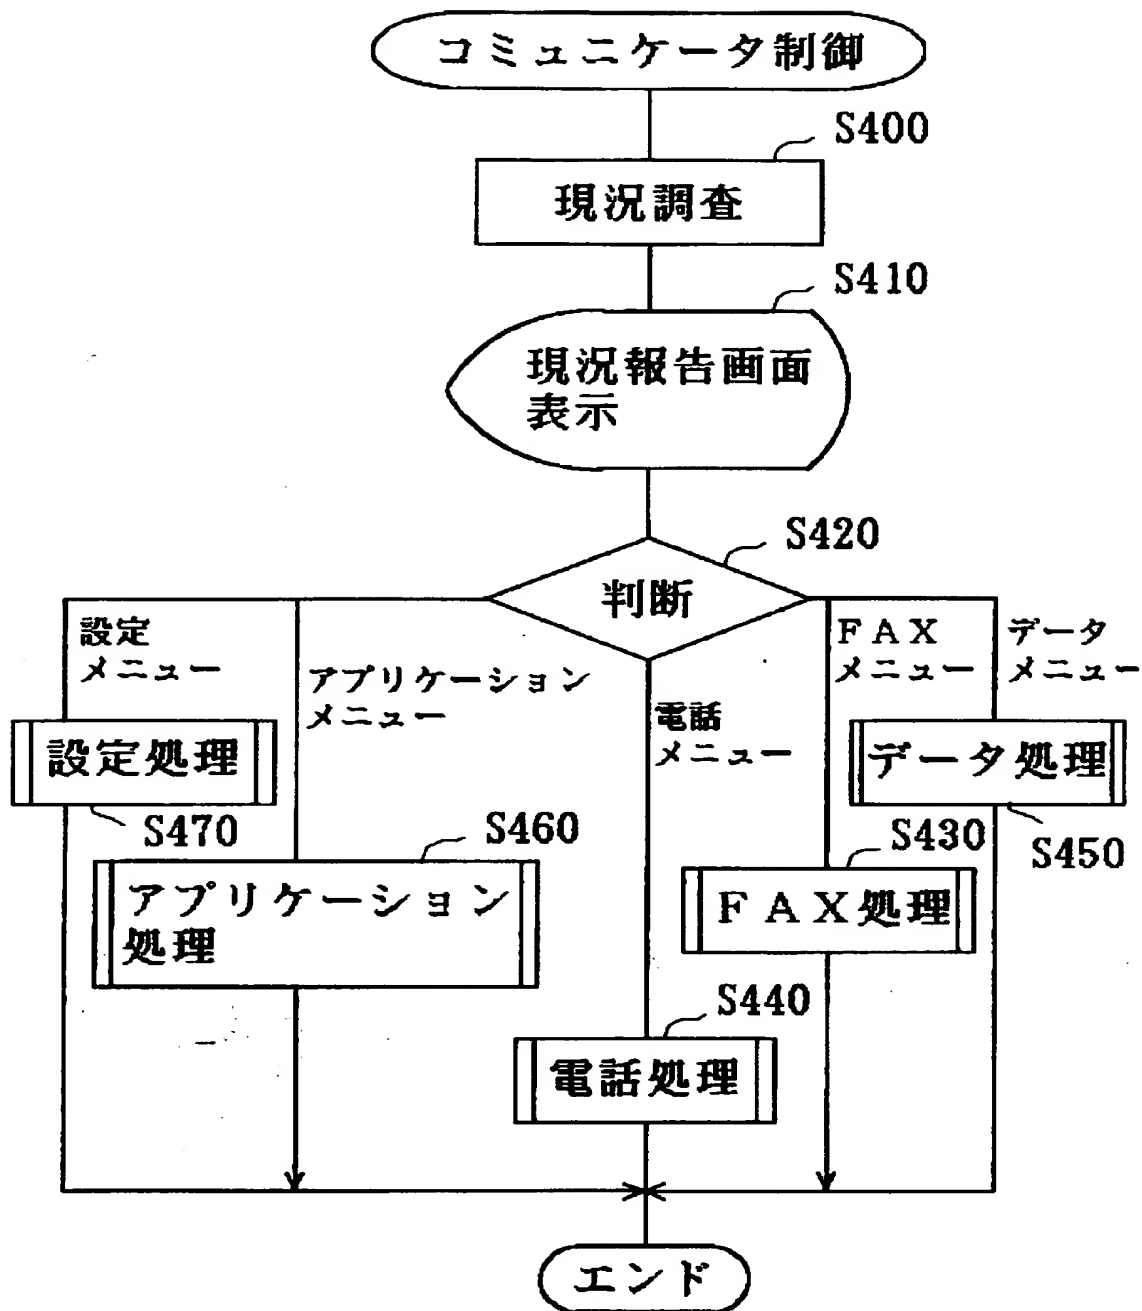 コミュニケータ制御
S400
現況調査
S410
現況報告画面
表示
S420
判断
設定
メニュー
アプリケーション
メニュー
電話
メニュー
FAX
メニュー
データ
メニュー
設定処理
S470
データ処理
S450
S460
アプリケーション
処理
S430
FAX処理
S440
電話処理
エンド